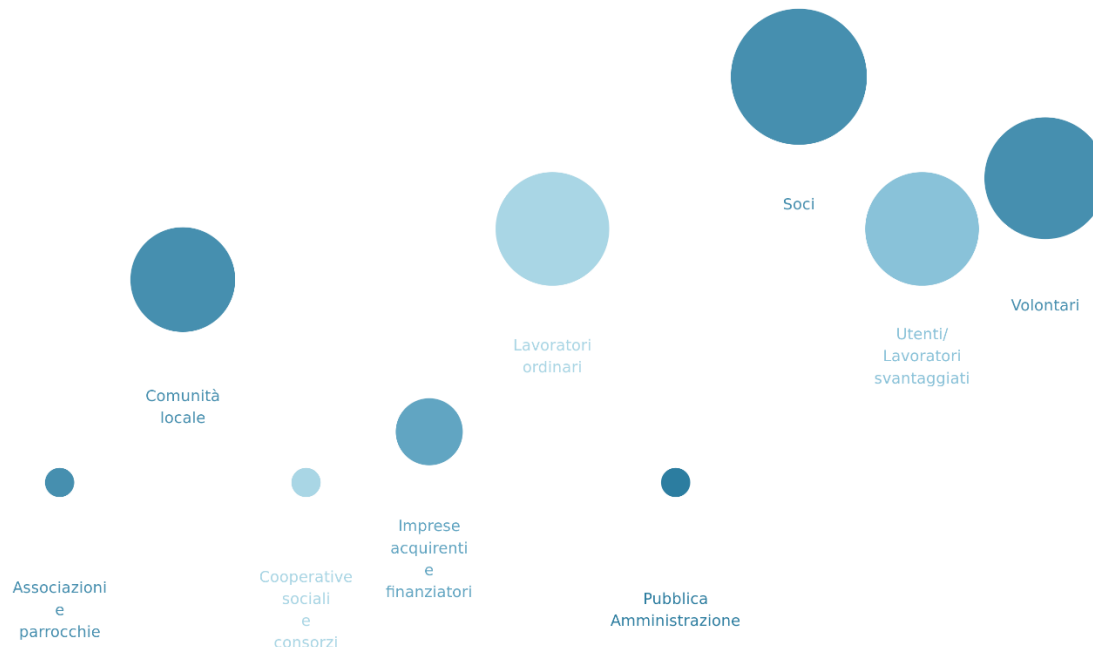 Associazioni
e
parrocchie
Comunità
locale
Cooperative
sociali
e
consorzi
Imprese
acquirenti
e
finanziatori
Lavoratori
ordinari
Pubblica
Amministrazione
Soci
Utenti/
Lavoratori
svantaggiati
Volontari